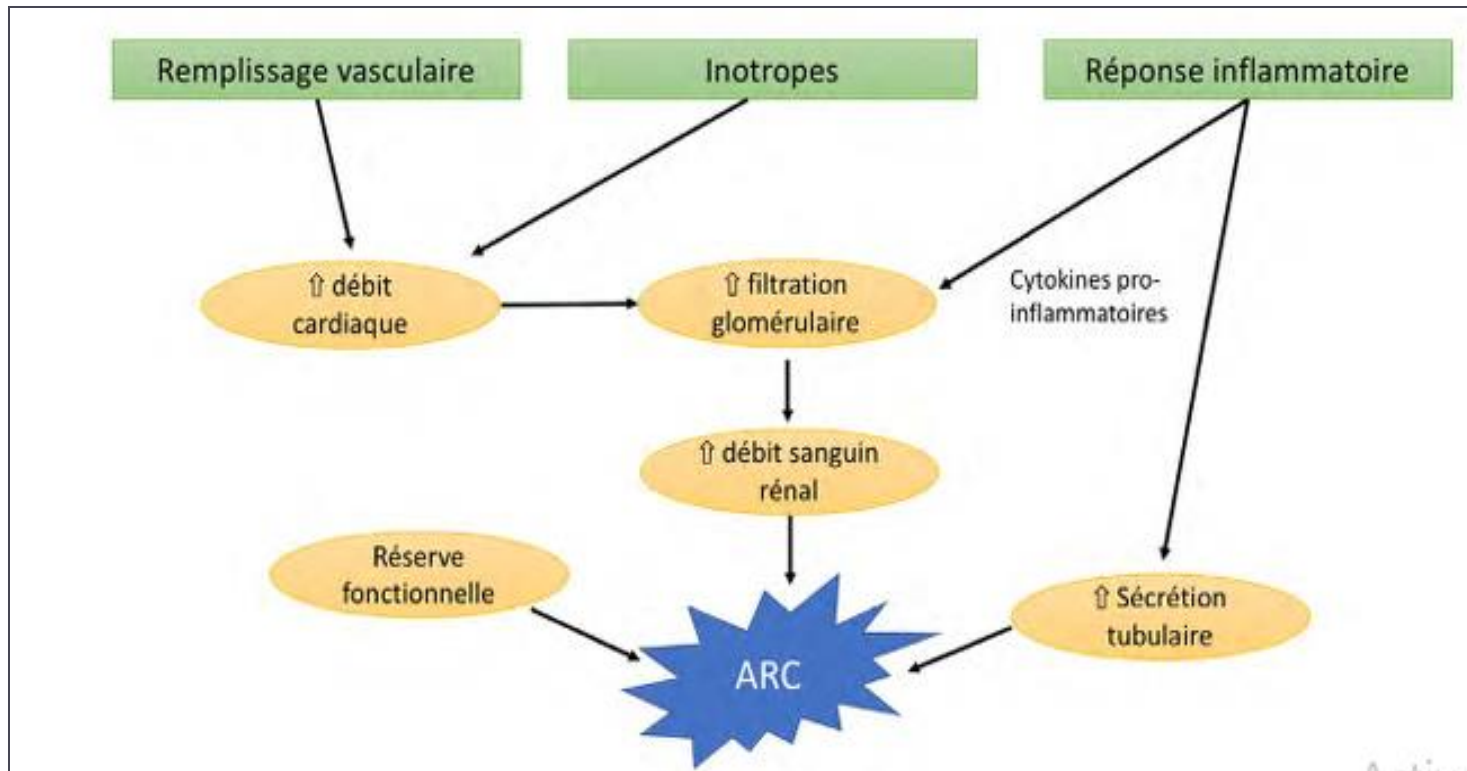 Remplissage vasculaire
Inotropes
Réponse inflammatoire
⇧ débit
cardiaque
⇧ filtration
glomérulaire
Cytokines pro-
inflammatoires
⇧ débit sanguin
rénal
Réserve
fonctionnelle
⇧ Sécrétion
tubulaire
ARC